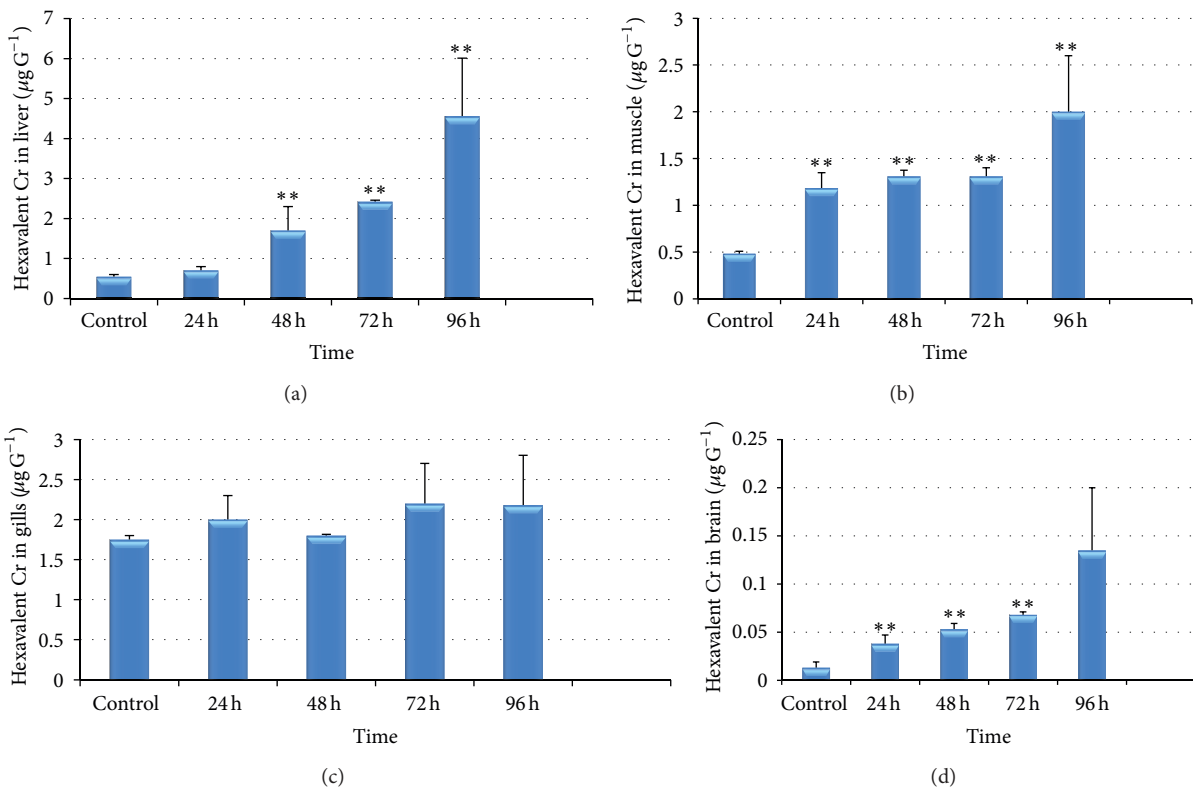 Hexavalent Cr in liver (μg G⁻¹)
7
6
5
4
3
2
1
0
**
**
**
Control 24 h 48 h 72 h 96 h
Time
(a)
Hexavalent Cr in muscle (μg G⁻¹)
3
2.5
2
1.5
1
0.5
0
**
**
**
**
Control 24 h 48 h 72 h 96 h
Time
(b)
Hexavalent Cr in gills (μg G⁻¹)
3
2.5
2
1.5
1
0.5
0
Control 24 h 48 h 72 h 96 h
Time
(c)
Hexavalent Cr in brain (μg G⁻¹)
0.25
0.2
0.15
0.1
0.05
0
**
**
**
Control 24 h 48 h 72 h 96 h
Time
(d)